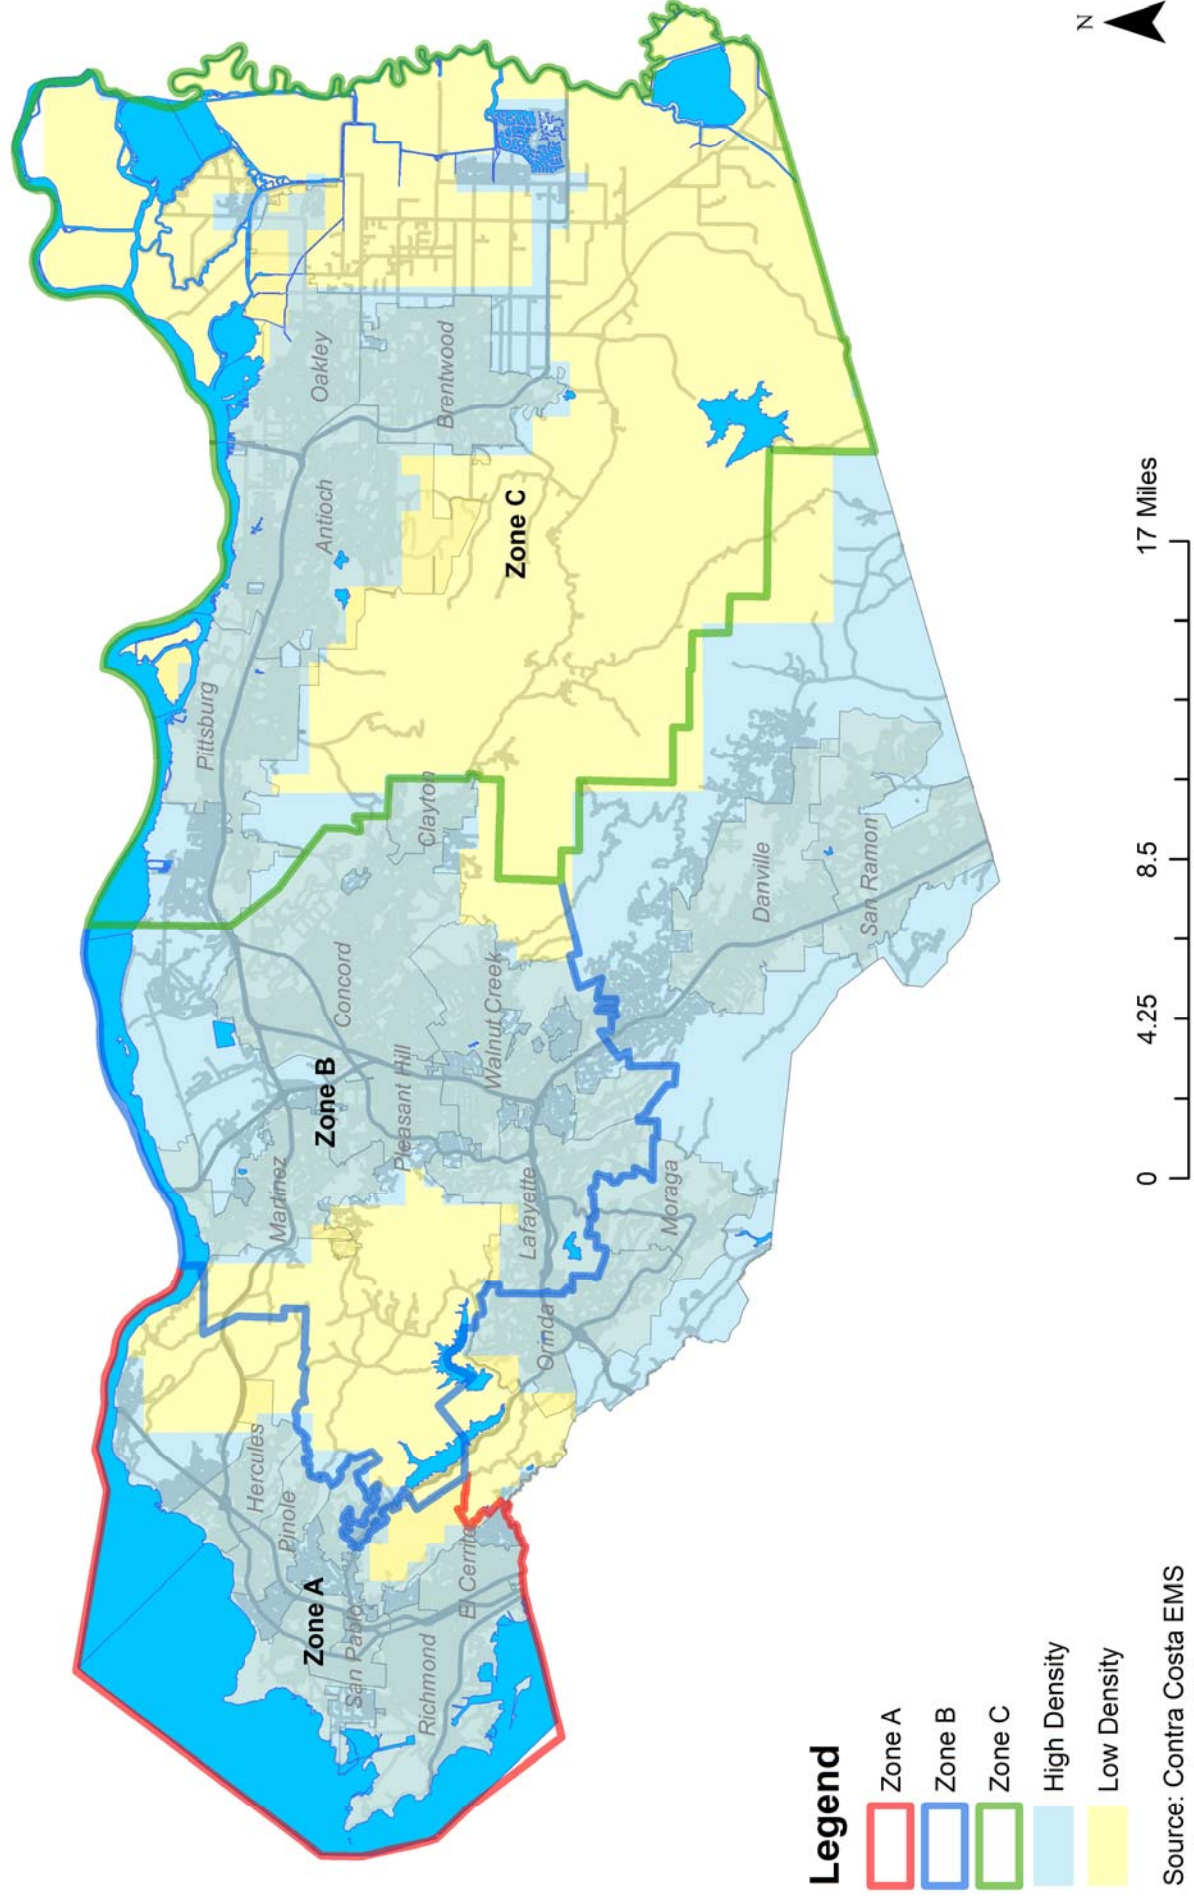 N
Oakley
Brentwood
Antioch
Zone C
Pittsburg
Clayton
Danville
San Ramon
Concord
Walnut Creek
Zone B
Pleasant Hill
Martinez
Lafayette
Moraga
Orinda
Hercules
Pinole
Zone A
San Pablo
El Cerrito
Richmond
0 4.25 8.5 17 Miles
Legend
Zone A
Zone B
Zone C
High Density
Low Density
Source: Contra Costa EMS